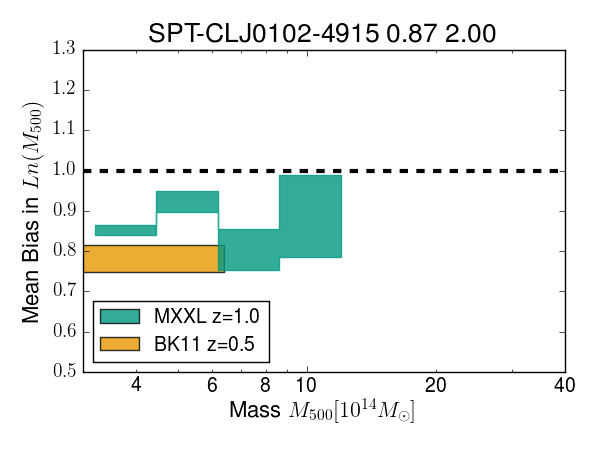 SPT-CLJ0102-4915 0.87 2.00
1.3
1.2
1.1
1.0
0.9
0.8
0.7
0.6
0.5
Mean Bias in Ln(M500)
MXXL z=1.0
BK11 z=0.5
4 6 8 10 20 40
Mass M500[10^14 M⊙]